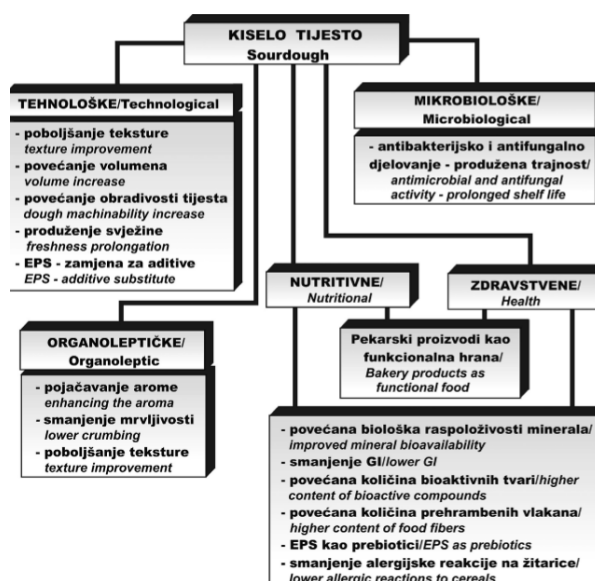 KISELO TIJESTO
Sourdough
TEHNOLOŠKE/Technological
- poboljšanje teksture
texture improvement
- povećanje volumena
volume increase
- povećanje obradivosti tijesta
dough machinability increase
- produženje svježine
freshness prolongation
- EPS - zamjena za aditive
EPS - additive substitute
MIKROBIOLOŠKE/
Microbiological
- antibakterijsko i antifungalno
djelovanje - produžena trajnost/
antimicrobial and antifungal
activity - prolonged shelf life
ORGANOLEPTIČKE/
Organoleptic
- pojačavanje arome
enhancing the aroma
- smanjenje mrvljivosti
lower crumbing
- poboljšanje teksture
texture improvement
NUTRITIVNE/
Nutritional
ZDRAVSTVENE/
Health
Pekarski proizvodi kao
funkcionalna hrana/
Bakery products as
functional food
- povećana biološka raspoloživosti minerala/
improved mineral bioavailability
- smanjenje GI/lower GI
- povećana količina bioaktivnih tvari/higher
content of bioactive compounds
- povećana količina prehrambenih vlakana/
higher content of food fibers
- EPS kao prebiotici/EPS as prebiotics
- smanjenje alergijske reakcije na žitarice/
lower allergic reactions to cereals